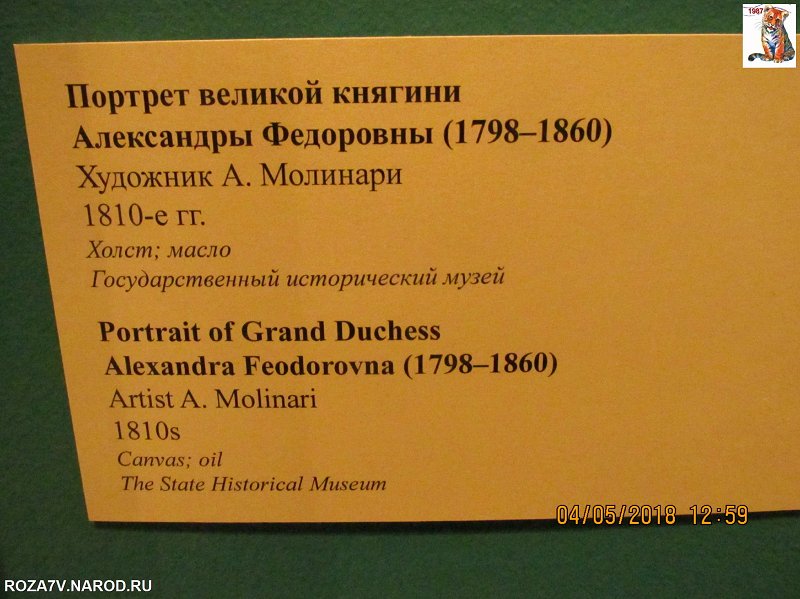 1987
Портрет великой княгини
Александры Федоровны (1798–1860)
Художник А. Молинари
1810-е гг.
Холст; масло
Государственный исторический музей
Portrait of Grand Duchess
Alexandra Feodorovna (1798–1860)
Artist A. Molinari
1810s
Canvas; oil
The State Historical Museum
04/05/2018 12:59
ROZA7V.NAROD.RU